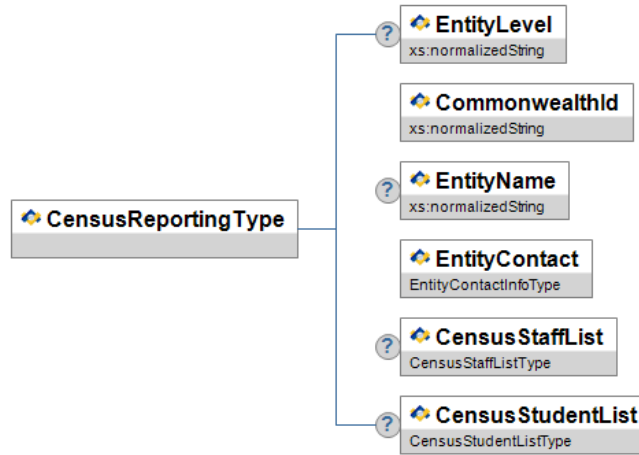 EntityLevel
xs:normalizedString
CommonwealthId
xs:normalizedString
EntityName
xs:normalizedString
CensusReportingType
EntityContact
EntityContactInfoType
CensusStaffList
CensusStaffListType
CensusStudentList
CensusStudentListType
?
?
?
?